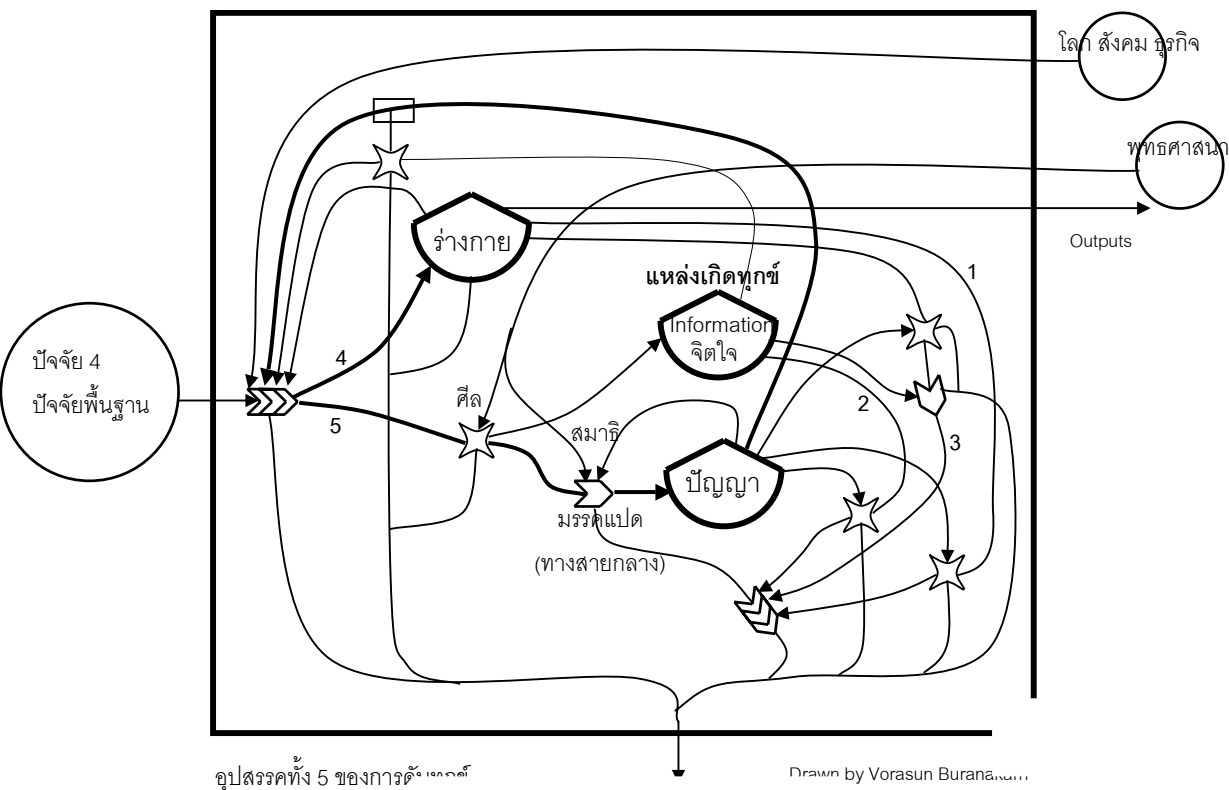 โลก สังคม ธุรกิจ
พุทธศาสนา
Outputs
ร่างกาย
1
แหล่งเกิดทุกข์
Information
จิตใจ
ปัจจัย 4
ปัจจัยพื้นฐาน
4
5
ศีล
2
สมาธิ
3
ปัญญา
มรรคแปด
(ทางสายกลาง)
อุปสรรคทั้ง 5 ของการดับทุกข์
Drawn by Vorasun Buranakarn